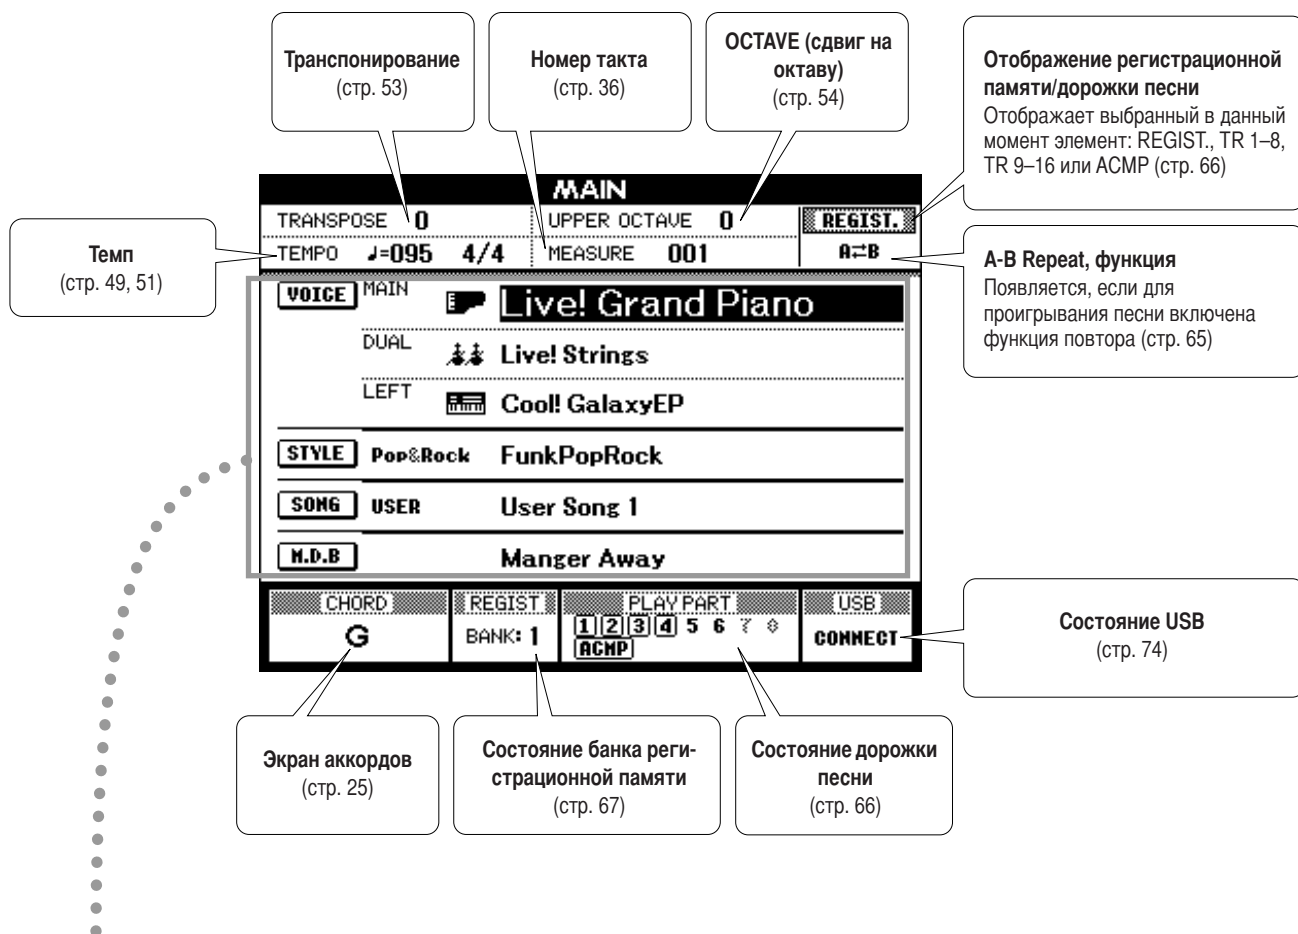 Транспонирование
(стр. 53)
Номер такта
(стр. 36)
OCTAVE (сдвиг на
октаву)
(стр. 54)
Отображение регистрационной
памяти/дорожки песни
Отображает выбранный в данный
момент элемент: REGIST., TR 1–8,
TR 9–16 или ACMP (стр. 66)
Темп
(стр. 49, 51)
A-B Repeat, функция
Появляется, если для
проигрывания песни включена
функция повтора (стр. 65)
MAIN
TRANSPOSE 0 UPPER OCTAVE 0 REGIST.
TEMPO ♩=095 4/4 MEASURE 001 A⇄B
VOICE MAIN Live! Grand Piano
DUAL Live! Strings
LEFT Cool! GalaxyEP
STYLE Pop&Rock FunkPopRock
SONG USER User Song 1
M.D.B Manger Away
CHORD REGIST PLAY PART USB
G BANK: 1 1 2 3 4 5 6 7 8 CONNECT
ACMP
Состояние USB
(стр. 74)
Экран аккордов
(стр. 25)
Состояние банка реги-
страционной памяти
(стр. 67)
Состояние дорожки
песни
(стр. 66)